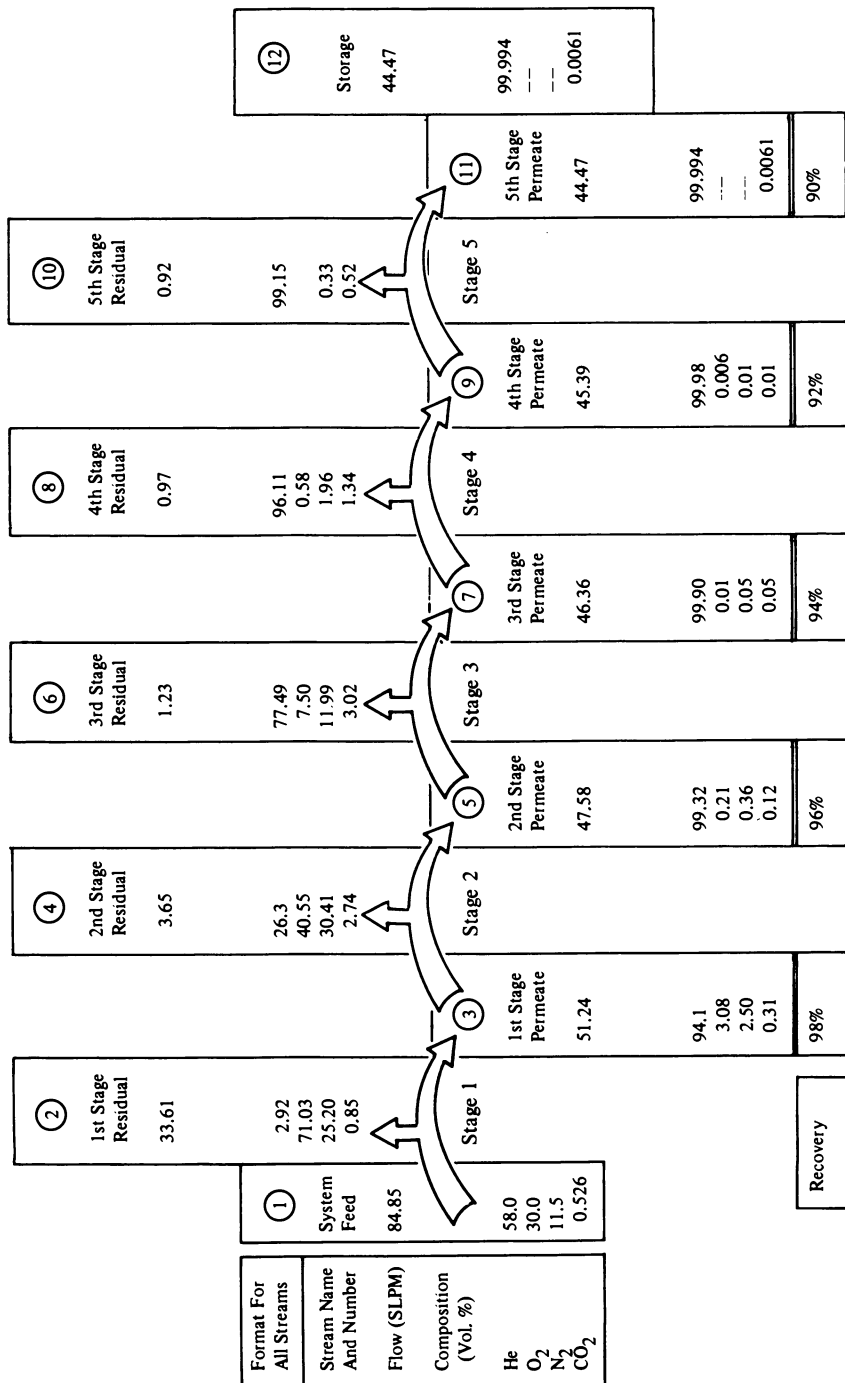 Format For
All Streams
Stream Name
And Number
Flow (SLPM)
Composition
(Vol. %)
He
O2
N2
CO2
1
System
Feed
84.85
58.0
30.0
11.5
0.526
2
1st Stage
Residual
33.61
2.92
71.03
25.20
0.85
Stage 1
3
1st Stage
Permeate
51.24
94.1
3.08
2.50
0.31
98%
4
2nd Stage
Residual
3.65
26.3
40.55
30.41
2.74
Stage 2
5
2nd Stage
Permeate
47.58
99.32
0.21
0.36
0.12
96%
6
3rd Stage
Residual
1.23
77.49
7.50
11.99
3.02
Stage 3
7
3rd Stage
Permeate
46.36
99.90
0.01
0.05
0.05
94%
8
4th Stage
Residual
0.97
96.11
0.58
1.96
1.34
Stage 4
9
4th Stage
Permeate
45.39
99.98
0.006
0.01
0.01
92%
10
5th Stage
Residual
0.92
99.15
0.33
0.52
Stage 5
11
5th Stage
Permeate
44.47
99.994
--
--
0.0061
90%
12
Storage
44.47
99.994
--
--
0.0061
Recovery